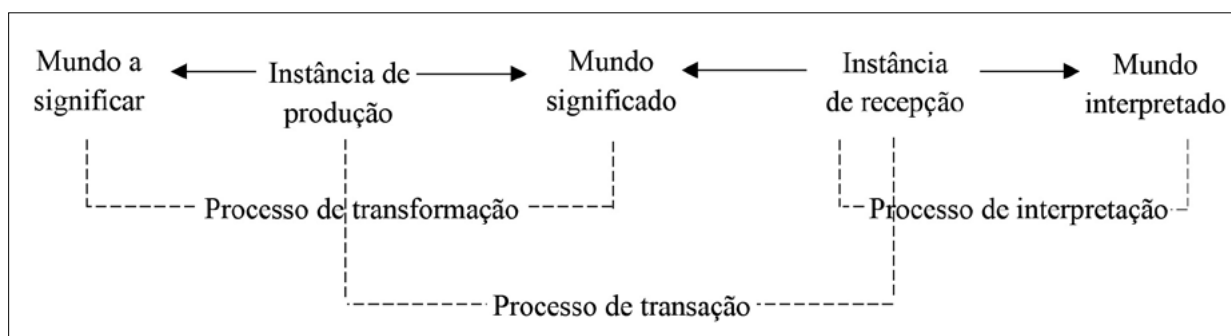 Mundo a
significar
Instância de
produção
Mundo
significado
Instância
de recepção
Mundo
interpretado
Processo de transformação
Processo de interpretação
Processo de transação